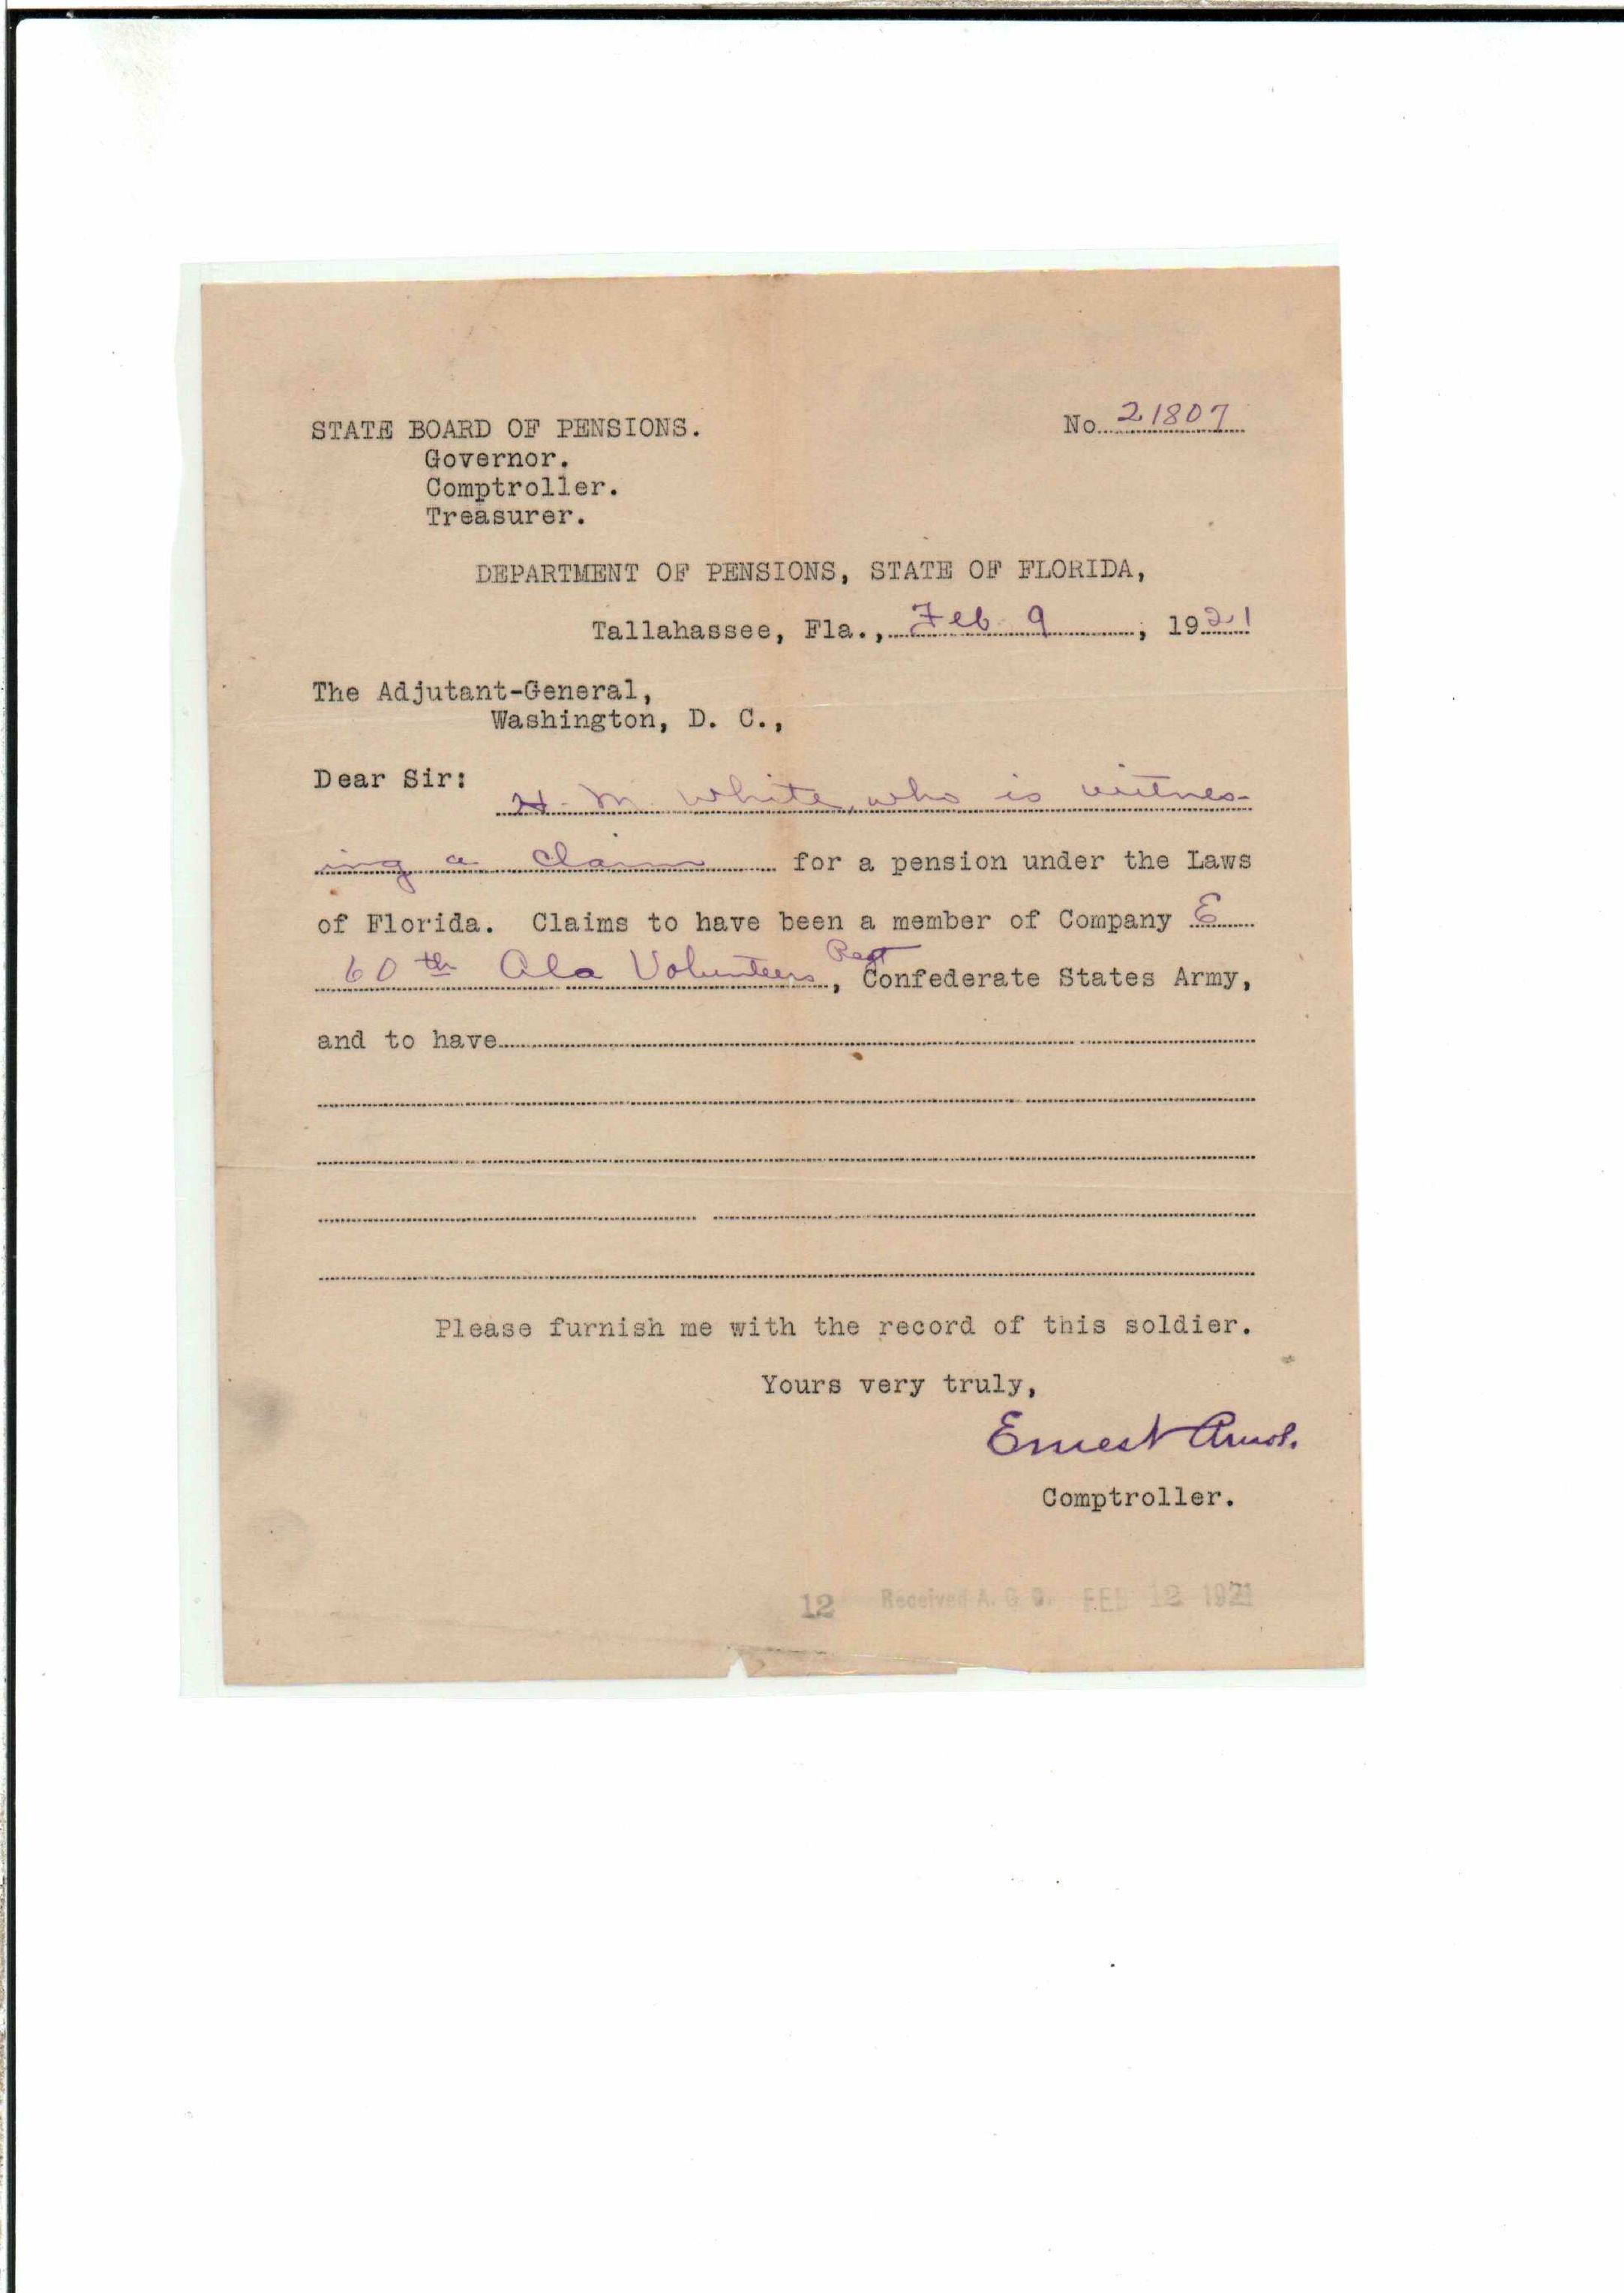 STATE BOARD OF PENSIONS.
No. 21807
Governor.
Comptroller.
Treasurer.
DEPARTMENT OF PENSIONS, STATE OF FLORIDA,
Tallahassee, Fla., Feb 9, 1921
The Adjutant-General,
Washington, D. C.,
Dear Sir:
H. M. White, who is witness-
ing a claim for a pension under the Laws
of Florida. Claims to have been a member of Company E
60th Ala Volunteers Regt, Confederate States Army,
and to have
Please furnish me with the record of this soldier.
Yours very truly,
Ernest Amos.
Comptroller.
12 Received A. G. O. FEB 12 1921